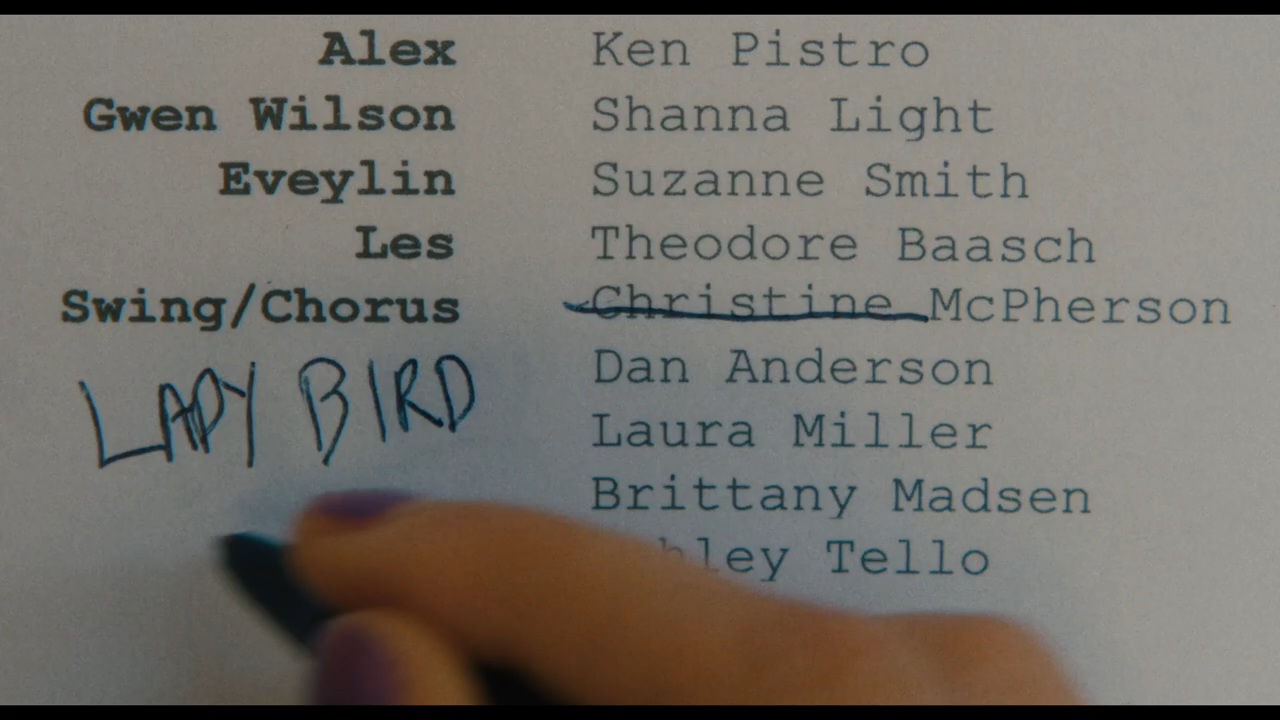 Alex Ken Pistro
Gwen Wilson Shanna Light
Eveylin Suzanne Smith
Les Theodore Baasch
Swing/Chorus Christine McPherson
Dan Anderson
LADY BIRD
Laura Miller
Brittany Madsen
Tello